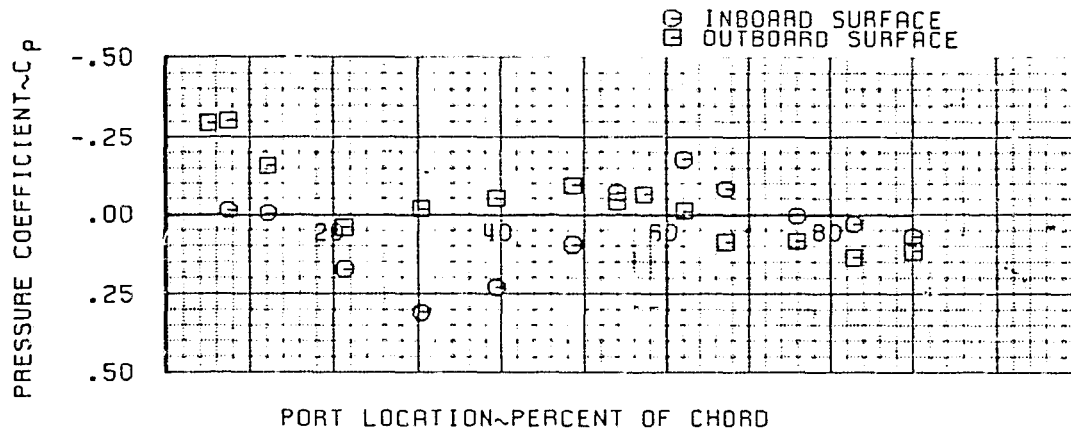 INBOARD SURFACE
OUTBOARD SURFACE
PRESSURE COEFFICIENT~Cp
-.50
-.25
.00
.25
.50
20 40 60 80
PORT LOCATION~PERCENT OF CHORD